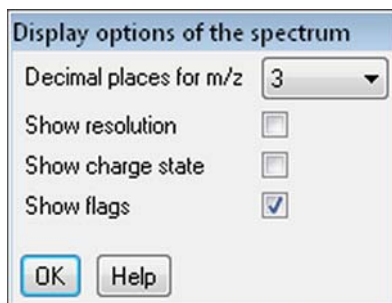 Display options of the spectrum
Decimal places for m/z 3
Show resolution
Show charge state
Show flags
OK Help